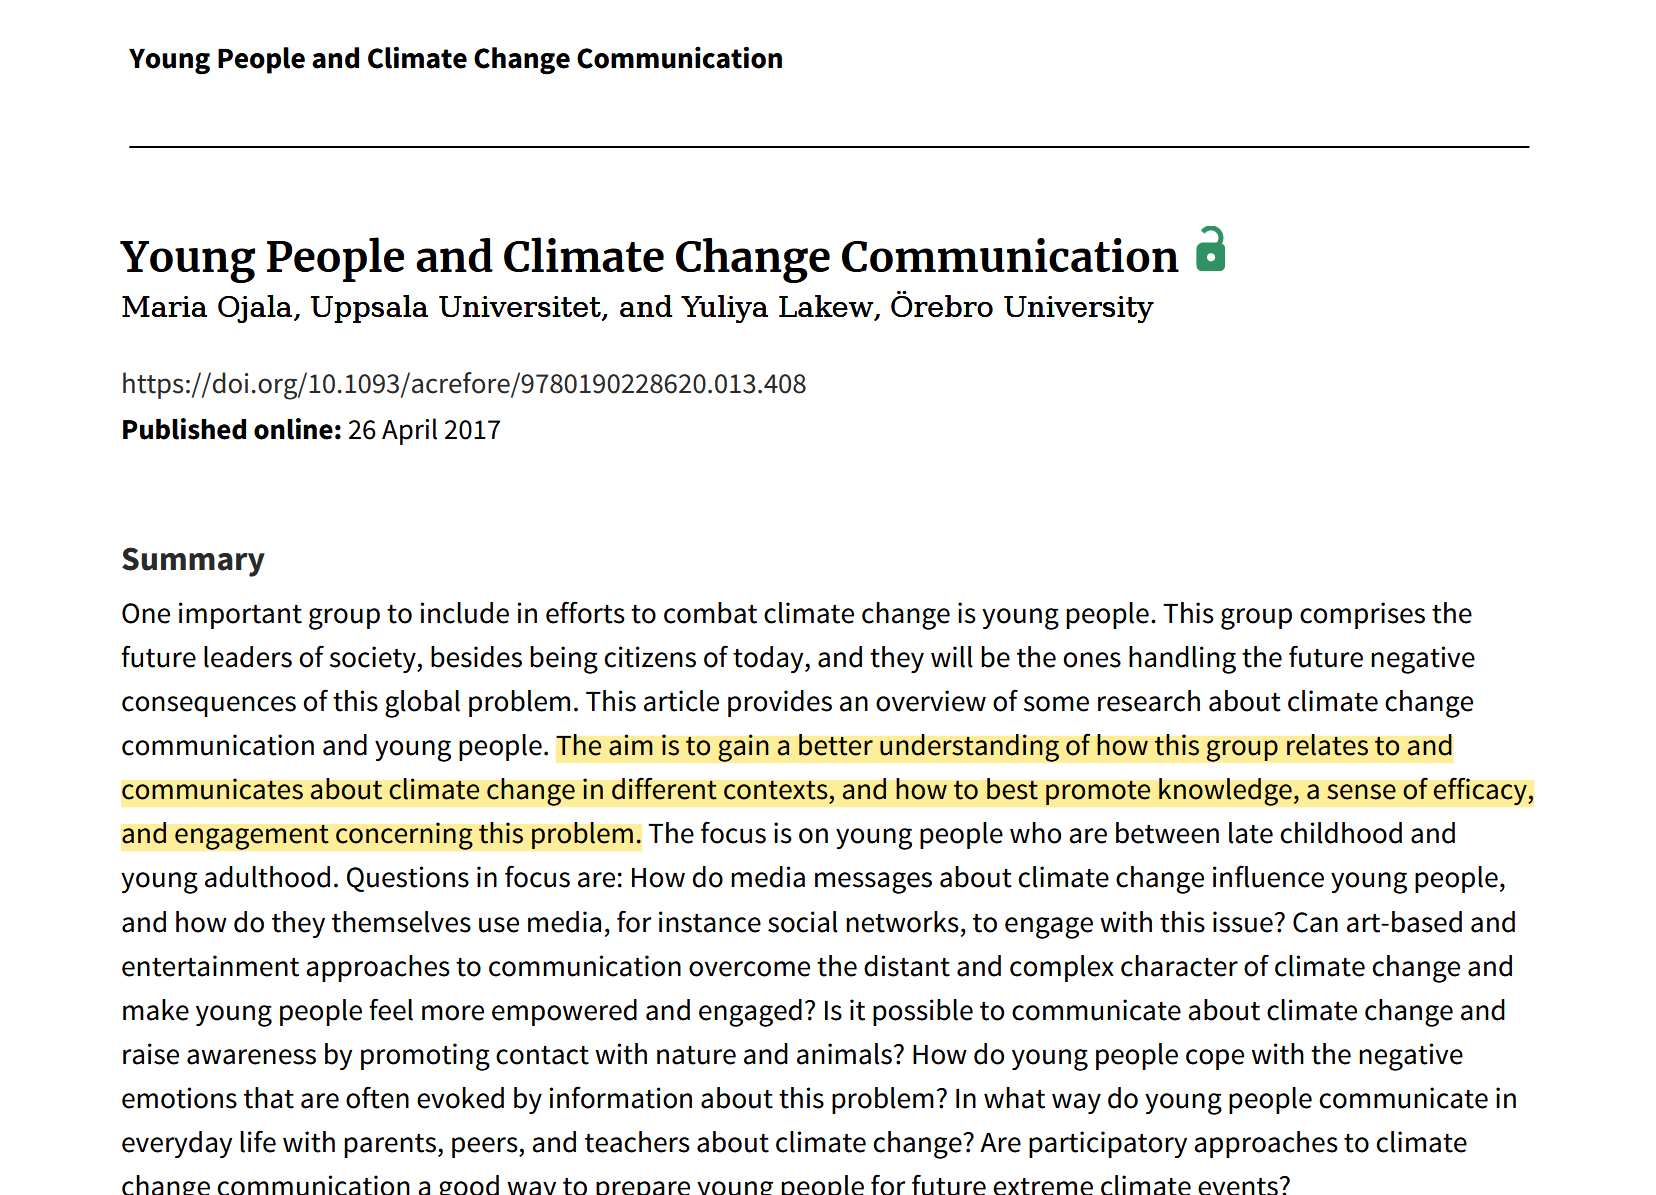 Young People and Climate Change Communication
Young People and Climate Change Communication
Maria Ojala, Uppsala Universitet, and Yuliya Lakew, Örebro University
https://doi.org/10.1093/acrefore/9780190228620.013.408
Published online: 26 April 2017
Summary
One important group to include in efforts to combat climate change is young people. This group comprises the
future leaders of society, besides being citizens of today, and they will be the ones handling the future negative
consequences of this global problem. This article provides an overview of some research about climate change
communication and young people. The aim is to gain a better understanding of how this group relates to and
communicates about climate change in different contexts, and how to best promote knowledge, a sense of efficacy,
and engagement concerning this problem. The focus is on young people who are between late childhood and
young adulthood. Questions in focus are: How do media messages about climate change influence young people,
and how do they themselves use media, for instance social networks, to engage with this issue? Can art-based and
entertainment approaches to communication overcome the distant and complex character of climate change and
make young people feel more empowered and engaged? Is it possible to communicate about climate change and
raise awareness by promoting contact with nature and animals? How do young people cope with the negative
emotions that are often evoked by information about this problem? In what way do young people communicate in
everyday life with parents, peers, and teachers about climate change? Are participatory approaches to climate
change communication a good way to prepare young people for future extreme climate events?